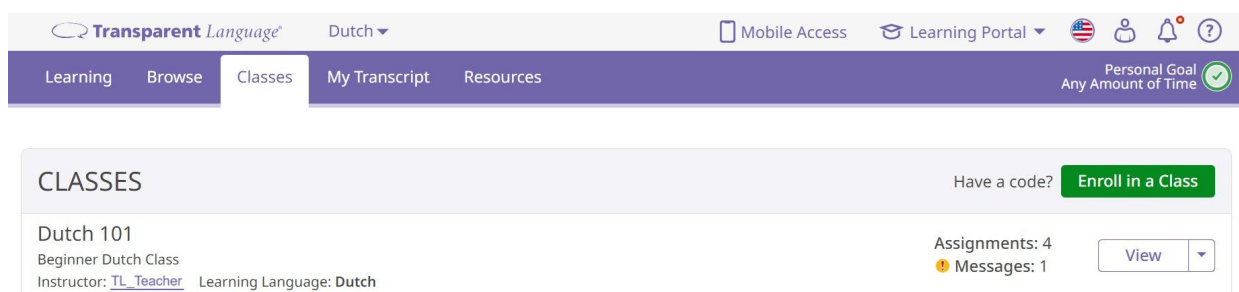 Transparent Language® Dutch Mobile Access Learning Portal
Learning Browse Classes My Transcript Resources
Personal Goal
Any Amount of Time
CLASSES
Have a code? Enroll in a Class
Dutch 101
Beginner Dutch Class
Instructor: TL_Teacher Learning Language: Dutch
Assignments: 4
Messages: 1
View